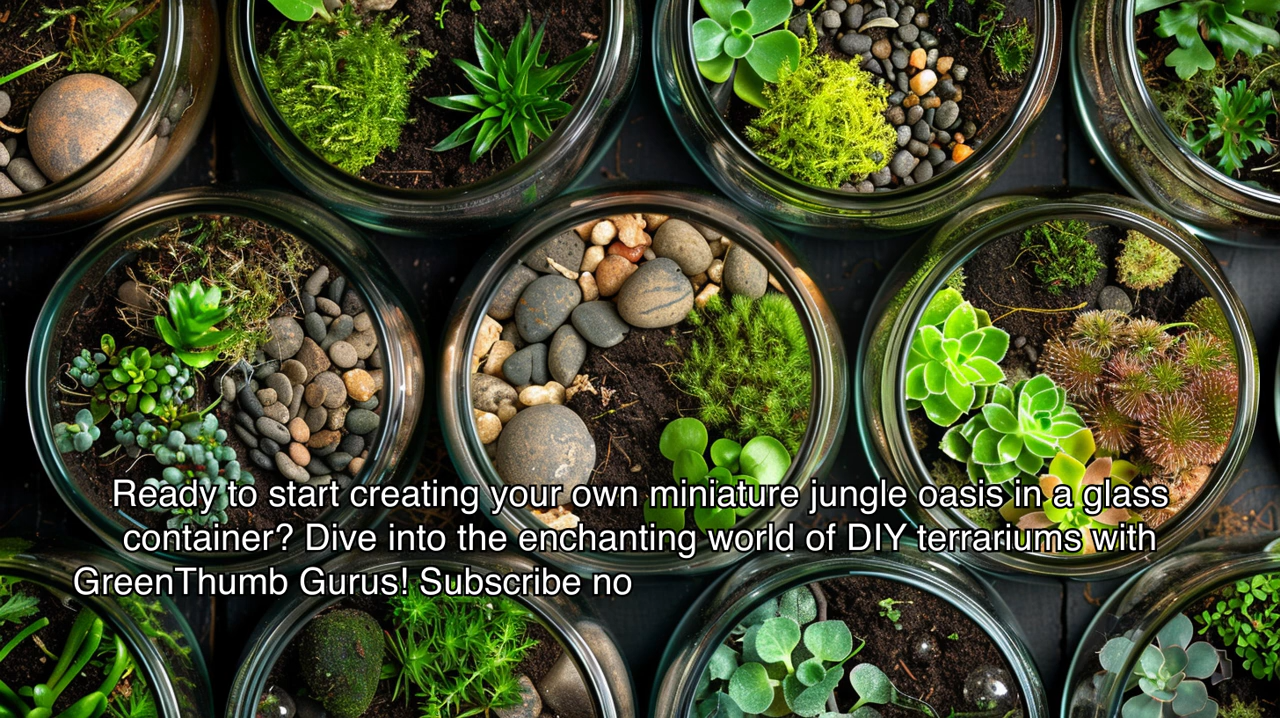 Ready to start creating your own miniature jungle oasis in a glass
container? Dive into the enchanting world of DIY terrariums with
GreenThumb Gurus! Subscribe no